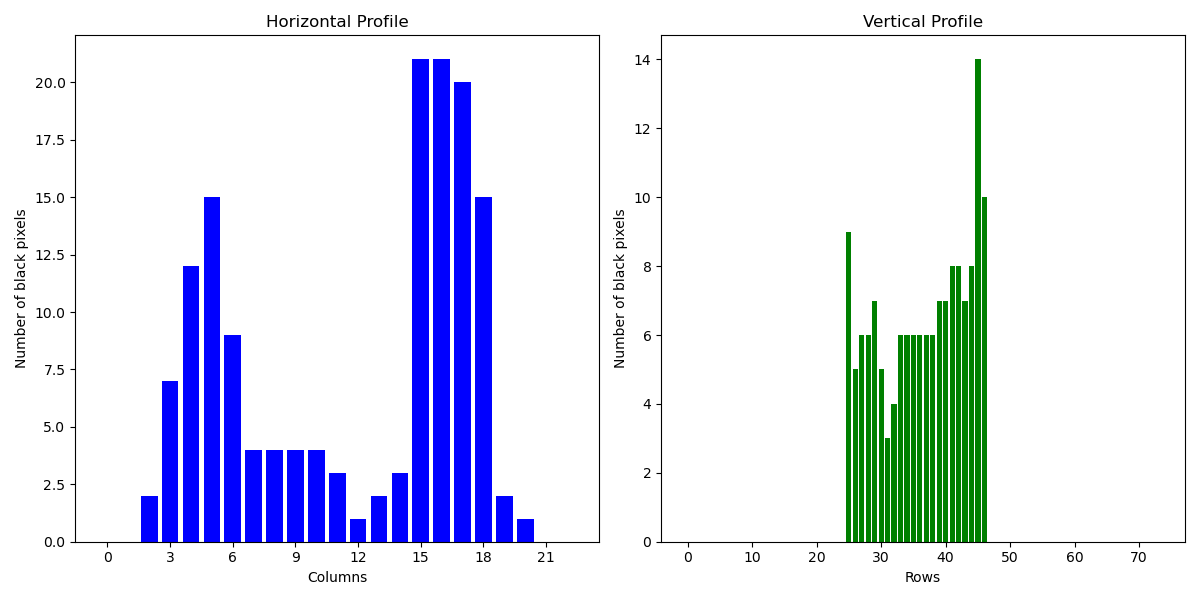 Horizontal Profile
Number of black pixels
20.0
17.5
15.0
12.5
10.0
7.5
5.0
2.5
0.0
0 3 6 9 12 15 18 21
Columns
Vertical Profile
Number of black pixels
14
12
10
8
6
4
2
0
0 10 20 30 40 50 60 70
Rows